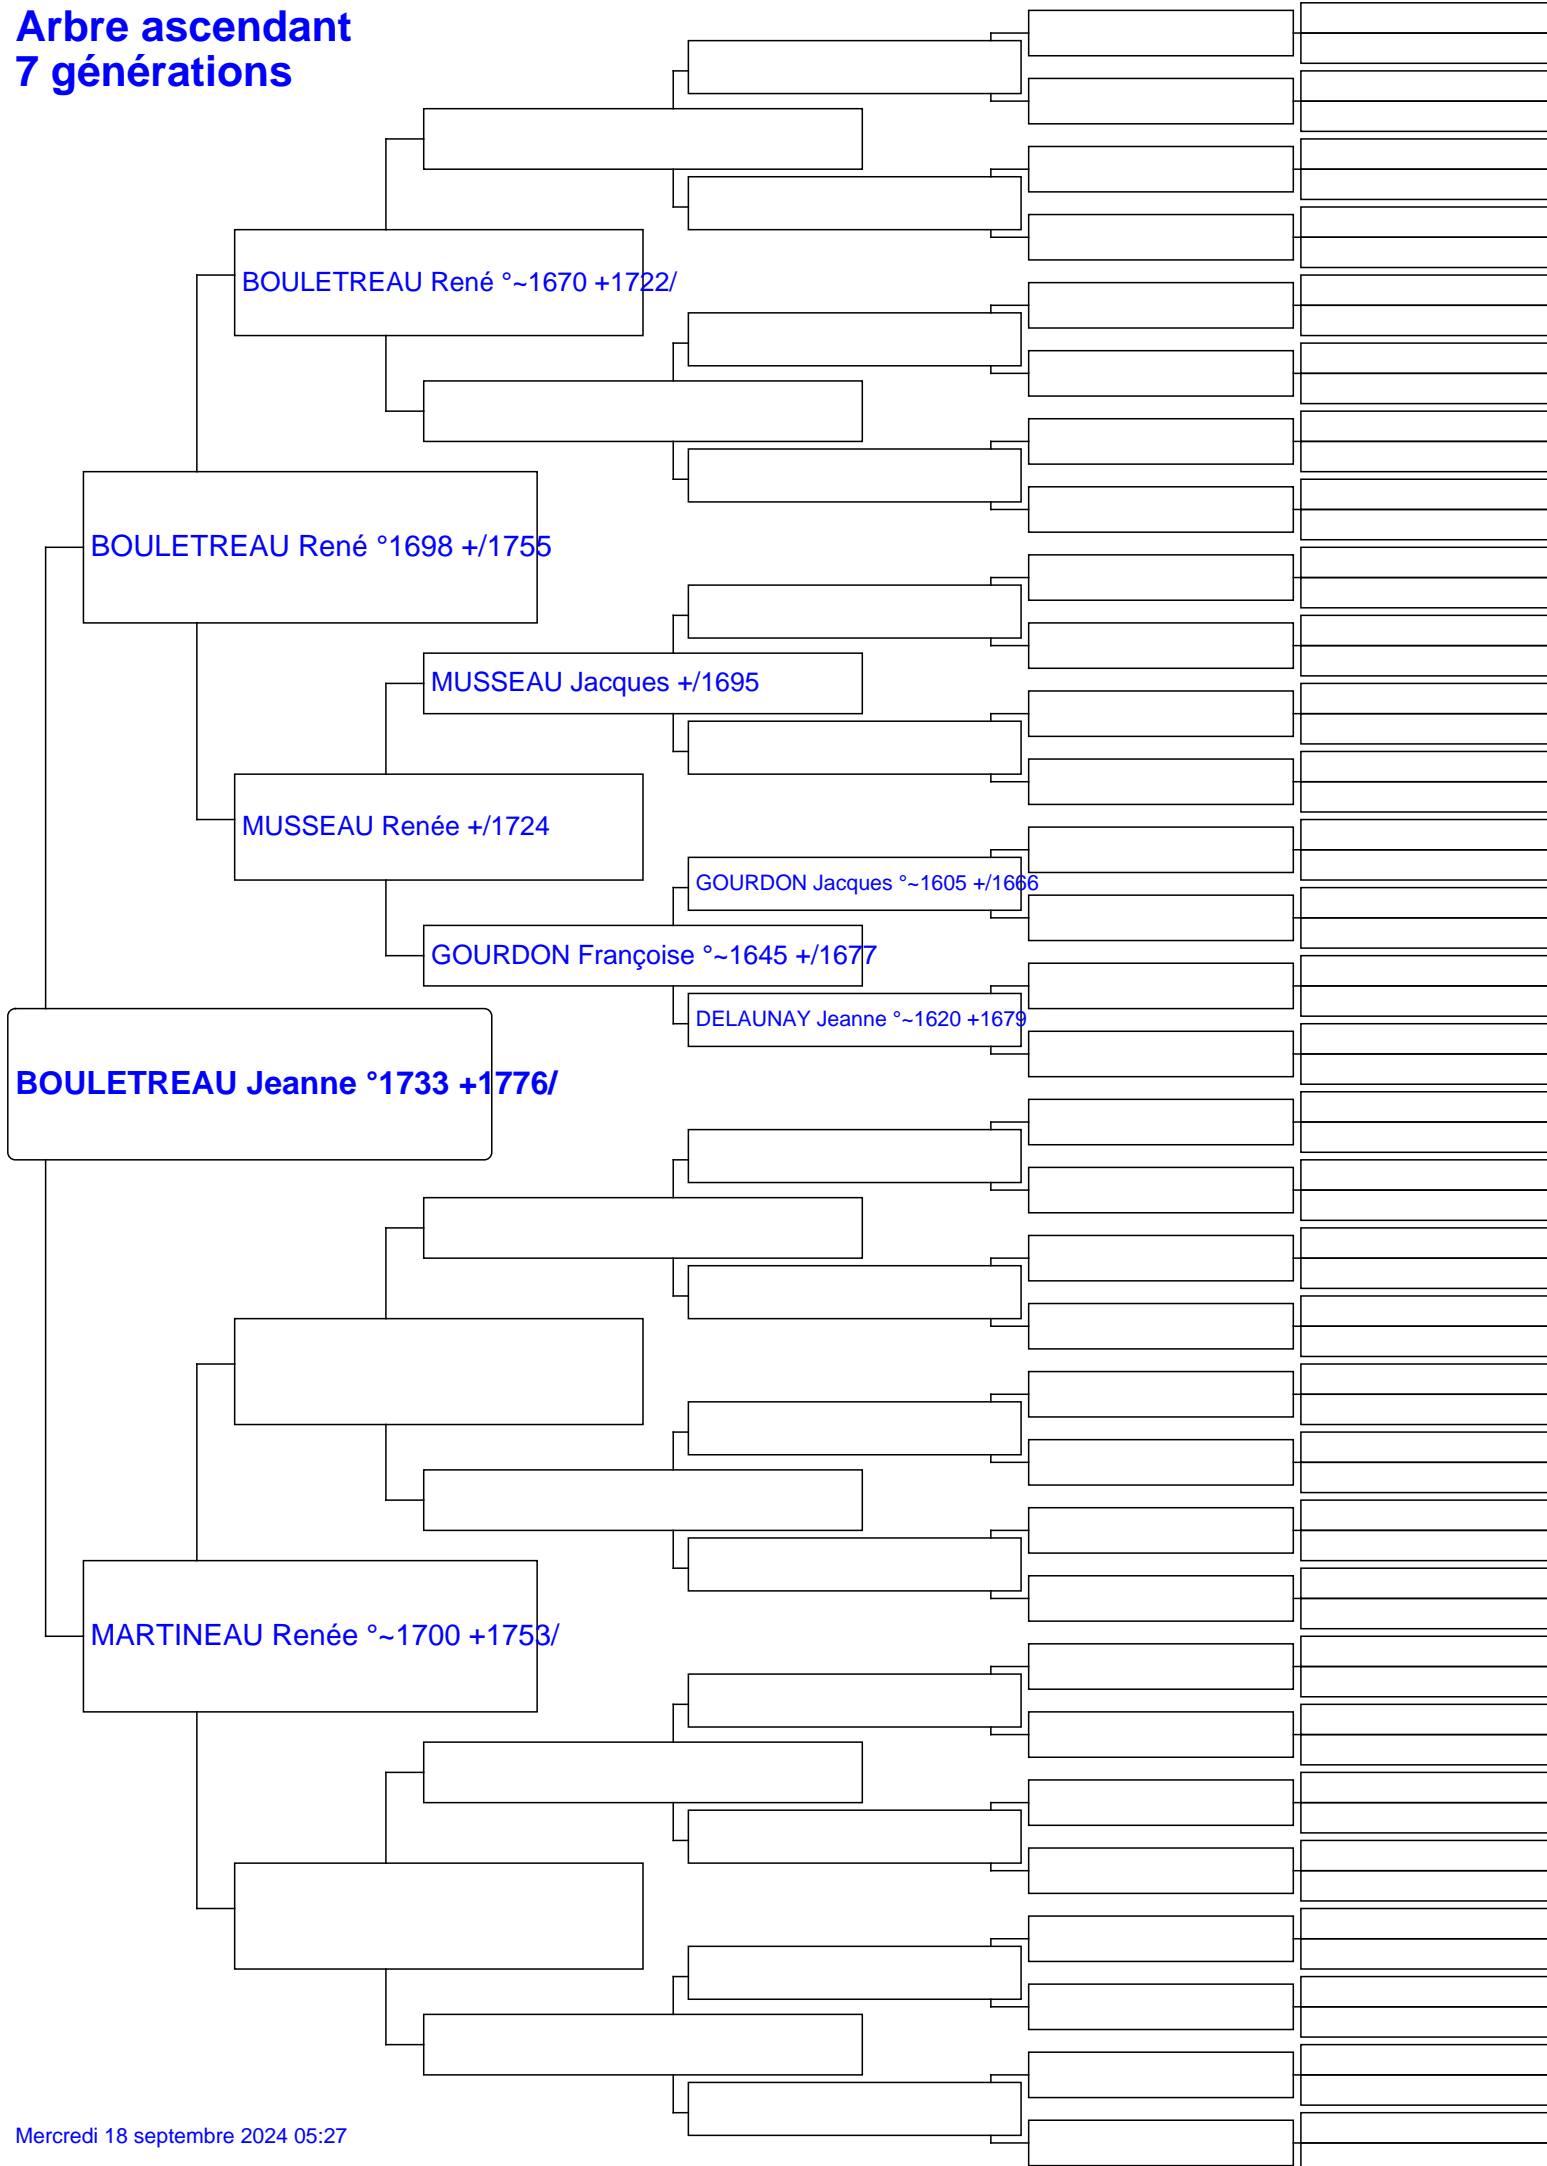 Arbre ascendant
7 générations
BOULETREAU René °~1670 +1722/
BOULETREAU René °1698 +/1755
MUSSEAU Jacques +/1695
MUSSEAU Renée +/1724
GOURDON Jacques °~1605 +/1666
GOURDON Françoise °~1645 +/1677
DELAUNAY Jeanne °~1620 +1679
BOULETREAU Jeanne °1733 +1776/
MARTINEAU Renée °~1700 +1753/
Mercredi 18 septembre 2024 05:27